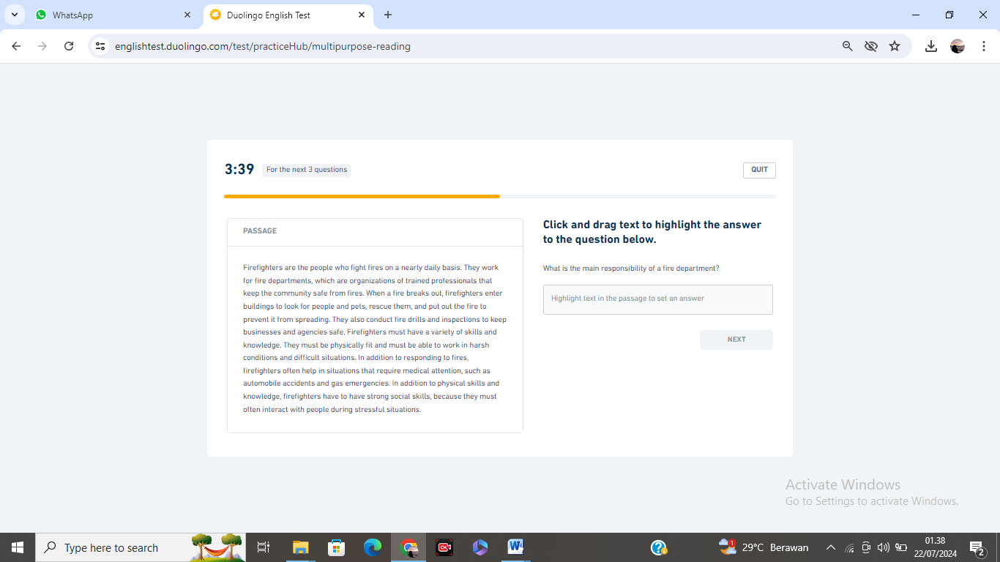 WhatsApp
Duolingo English Test
englishtest.duolingo.com/test/practiceHub/multipurpose-reading
3:39 For the next 3 questions
QUIT
PASSAGE
Firefighters are the people who fight fires on a nearly daily basis. They work
for fire departments, which are organizations of trained professionals that
keep the community safe from fires. When a fire breaks out, firefighters enter
buildings to look for people and pets, rescue them, and put out the fire to
prevent it from spreading. They also conduct fire drills and inspections to keep
businesses and agencies safe. Firefighters must have a variety of skills and
knowledge. They must be physically fit and must be able to work in harsh
conditions and difficult situations. In addition to responding to fires,
firefighters often help in situations that require medical attention, such as
automobile accidents and gas emergencies. In addition to physical skills and
knowledge, firefighters have to have strong social skills, because they must
often interact with people during stressful situations.
Click and drag text to highlight the answer
to the question below.
What is the main responsibility of a fire department?
Highlight text in the passage to set an answer
NEXT
Activate Windows
Go to Settings to activate Windows.
Type here to search
29°C Berawan
01.38
22/07/2024
1
2